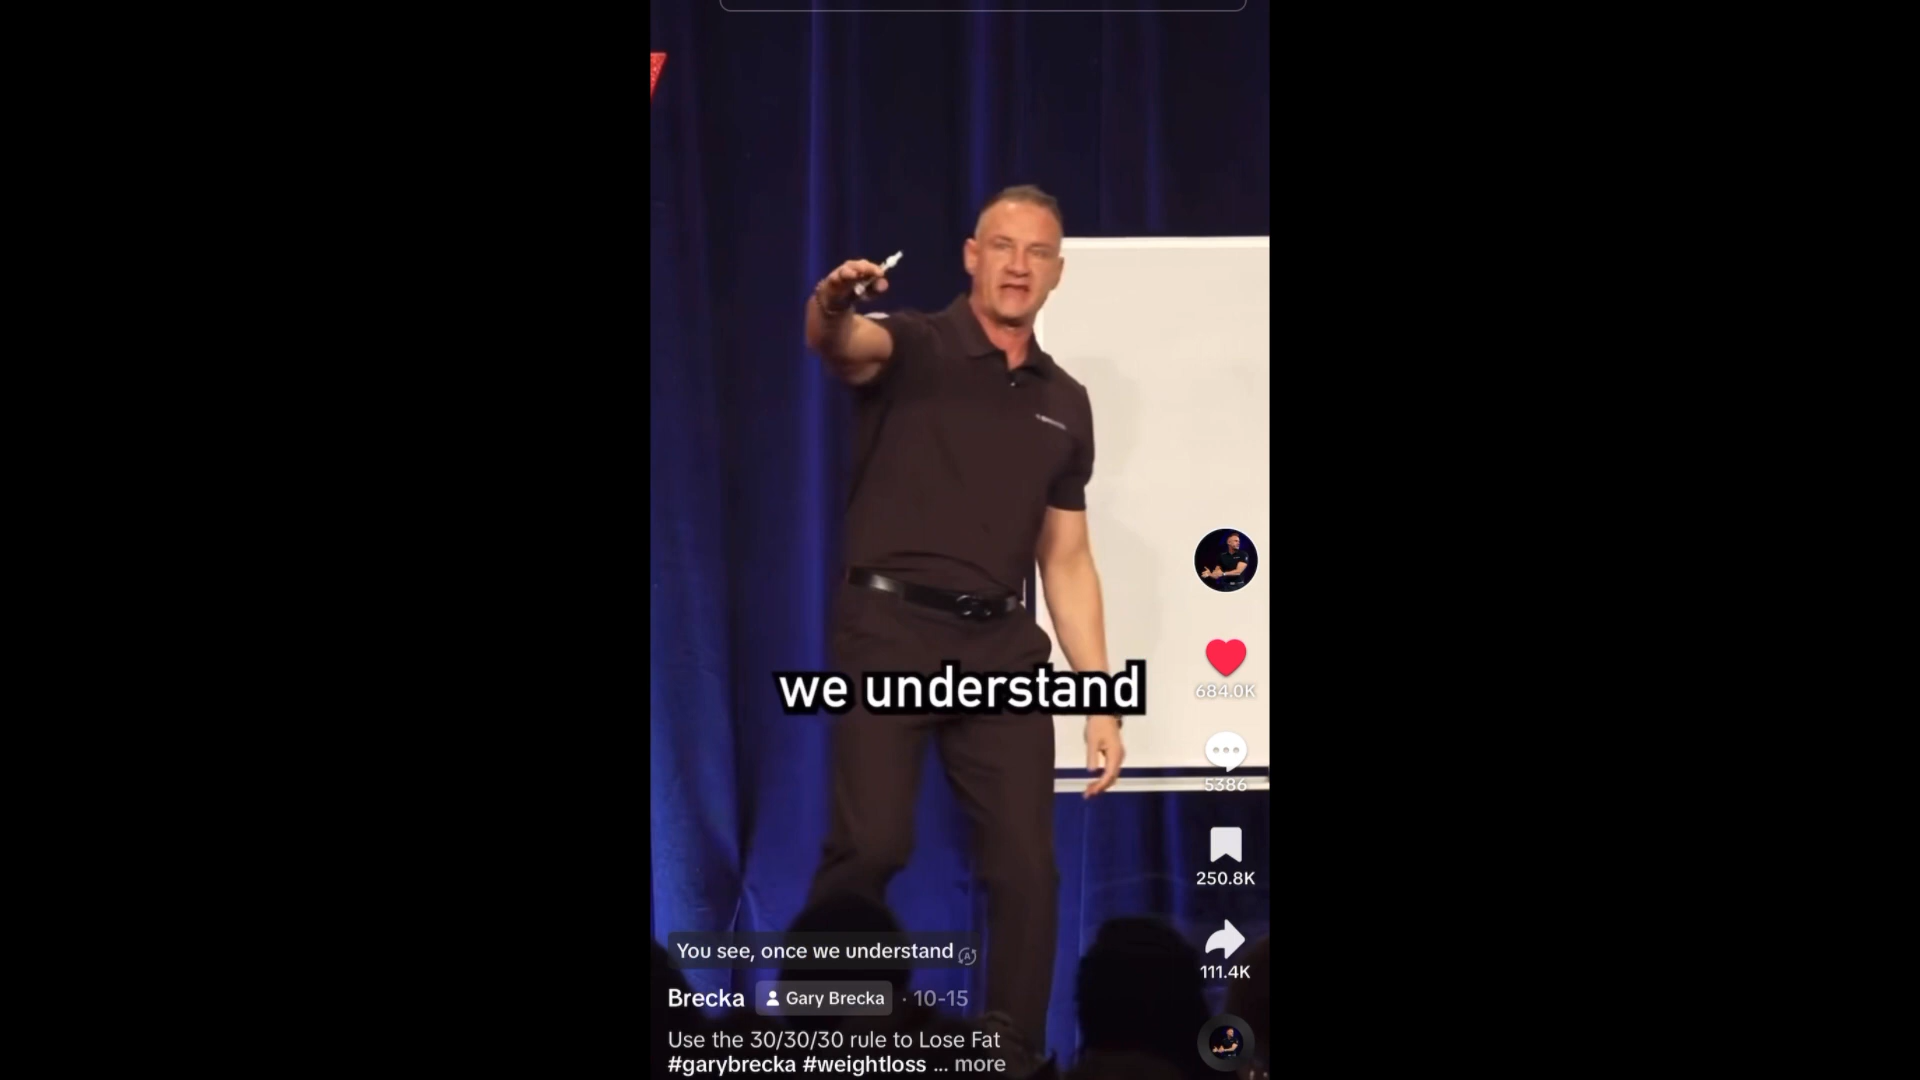 we understand
684.0K
5386
250.8K
111.4K
You see, once we understand
Brecka Gary Brecka · 10-15
Use the 30/30/30 rule to Lose Fat
#garybrecka #weightloss ... more